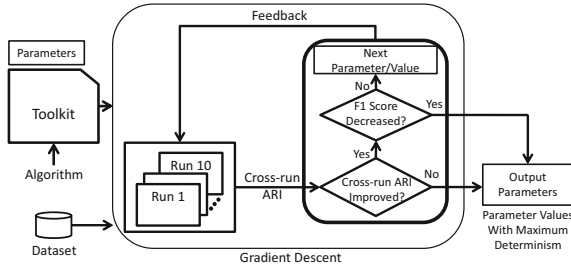 Feedback
Parameters
Toolkit
Algorithm
Dataset
Run 10
Run 1
Cross-run
ARI
Next
Parameter/Value
No
F1 Score
Decreased?
Yes
Yes
Cross-run ARI
Improved?
No
Output
Parameters
Parameter Values
With Maximum
Determinism
Gradient Descent